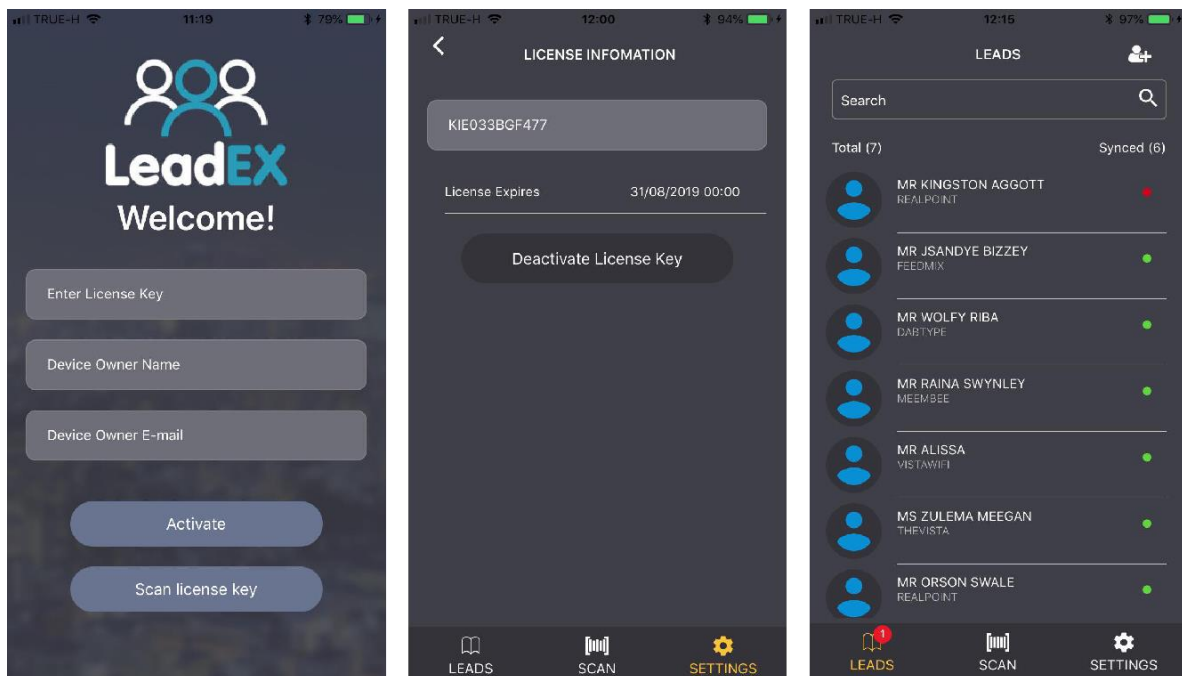 TRUE-H 11:19 79%
LeadEX
Welcome!
Enter License Key
Device Owner Name
Device Owner E-mail
Activate
Scan license key
TRUE-H 12:00 94%
LICENSE INFOMATION
KIE033BGF477
License Expires 31/08/2019 00:00
Deactivate License Key
LEADS SCAN SETTINGS
TRUE-H 12:15 97%
LEADS
Search
Total (7) Synced (6)
MR KINGSTON AGGOTT
REALPOINT
MR JSANDYE BIZZEY
FEEDMIX
MR WOLFY RIBA
DABTYPE
MR RAINA SWYNLEY
MEEMBEE
MR ALISSA
VISTAWIFI
MS ZULEMA MEEGAN
THEVISTA
MR ORSON SWALE
REALPOINT
1
LEADS SCAN SETTINGS